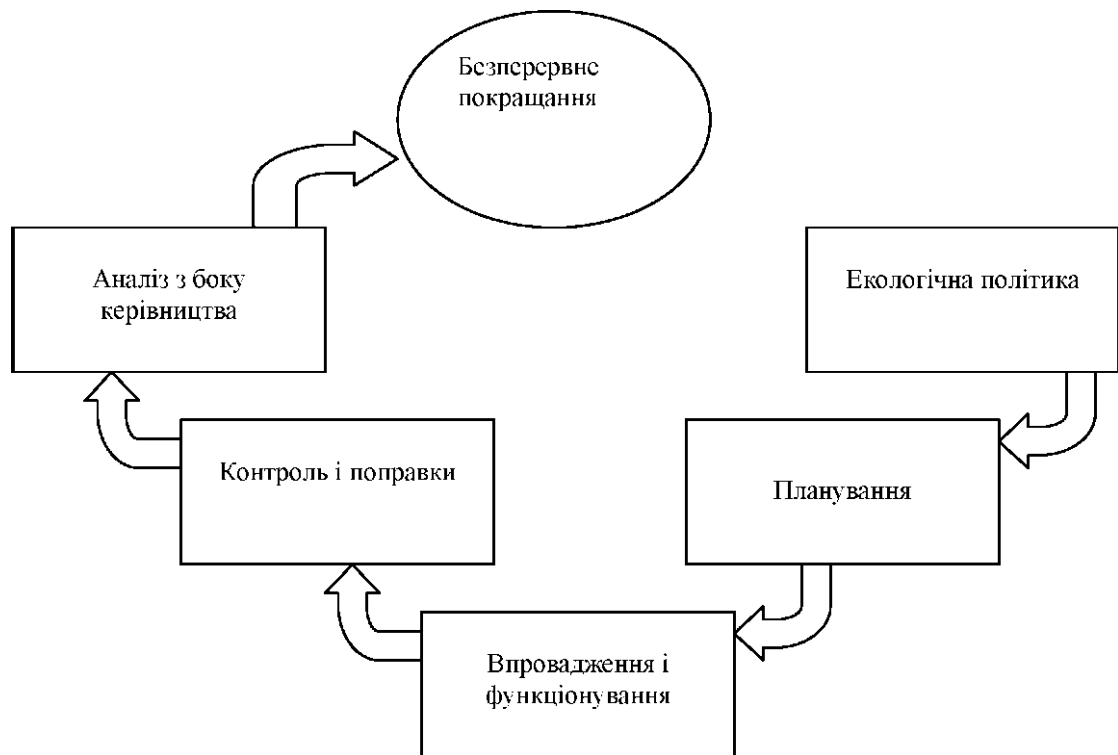 Безперервне
покращання
Аналіз з боку
керівництва
Екологічна політика
Контроль і поправки
Планування
Впровадження і
функціонування